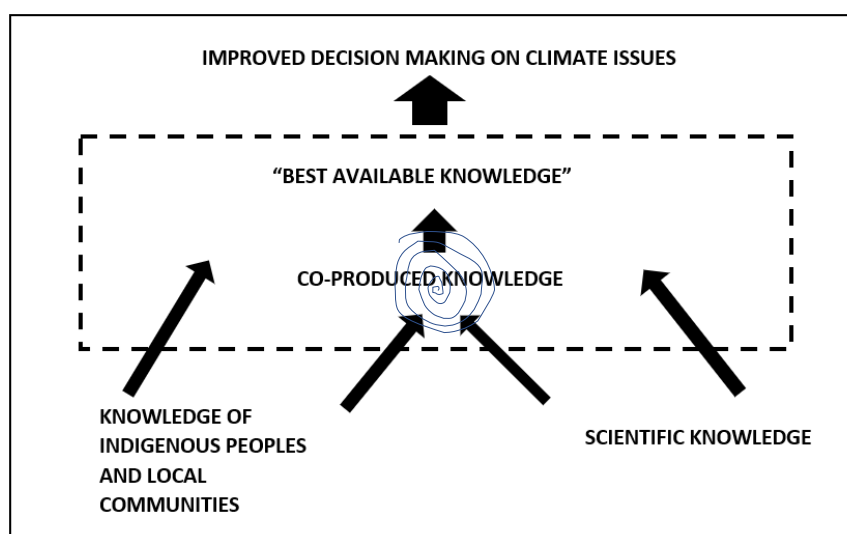 IMPROVED DECISION MAKING ON CLIMATE ISSUES
“BEST AVAILABLE KNOWLEDGE”
CO-PRODUCED KNOWLEDGE
KNOWLEDGE OF
INDIGENOUS PEOPLES
AND LOCAL
COMMUNITIES
SCIENTIFIC KNOWLEDGE